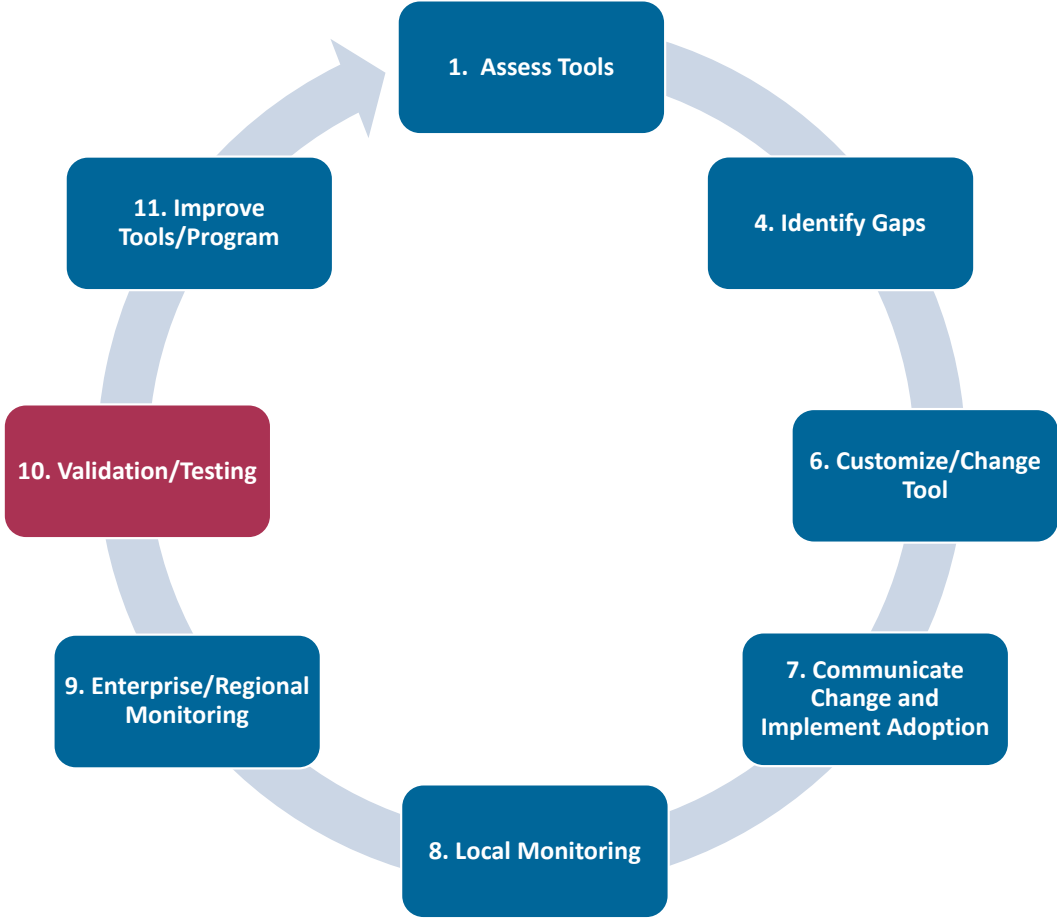 1. Assess Tools
4. Identify Gaps
6. Customize/Change
Tool
7. Communicate
Change and
Implement Adoption
8. Local Monitoring
9. Enterprise/Regional
Monitoring
10. Validation/Testing
11. Improve
Tools/Program